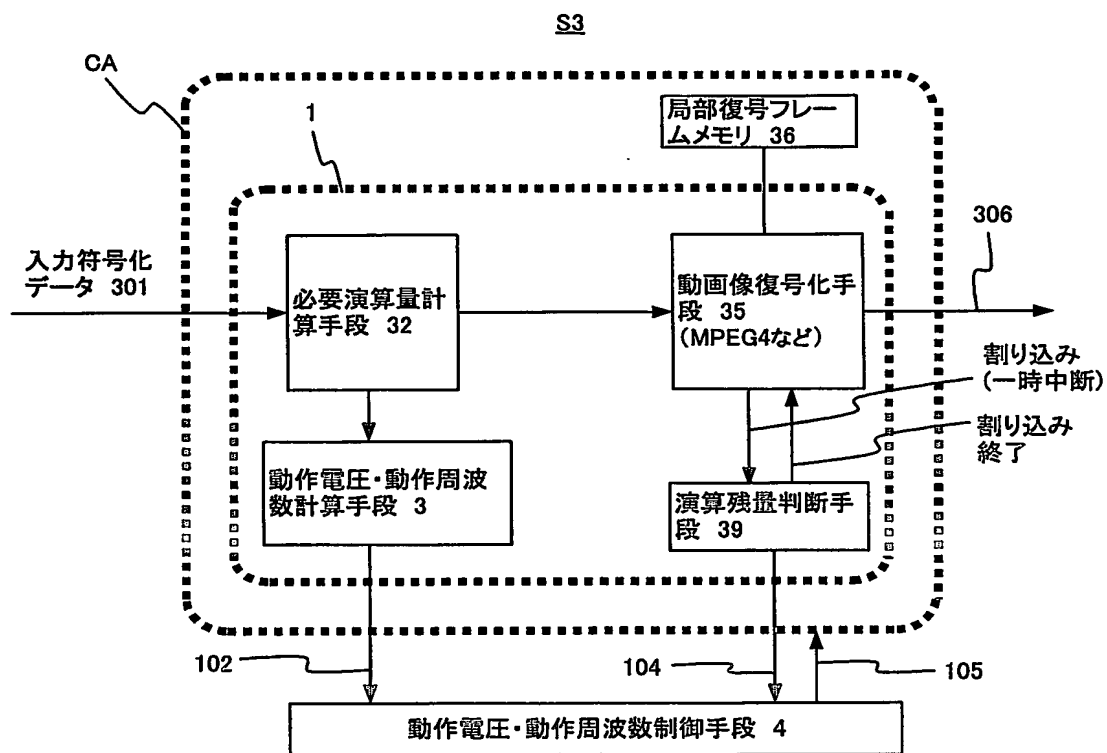 S3
CA
1
局部復号フレー
ムメモリ 36
306
入力符号化
データ 301
必要演算量計
算手段 32
動画像復号化手
段 35
(MPEG4など)
割り込み
(一時中断)
割り込み
終了
動作電圧・動作周波
数計算手段 3
演算残量判断手
段 39
102
104
105
動作電圧・動作周波数制御手段 4